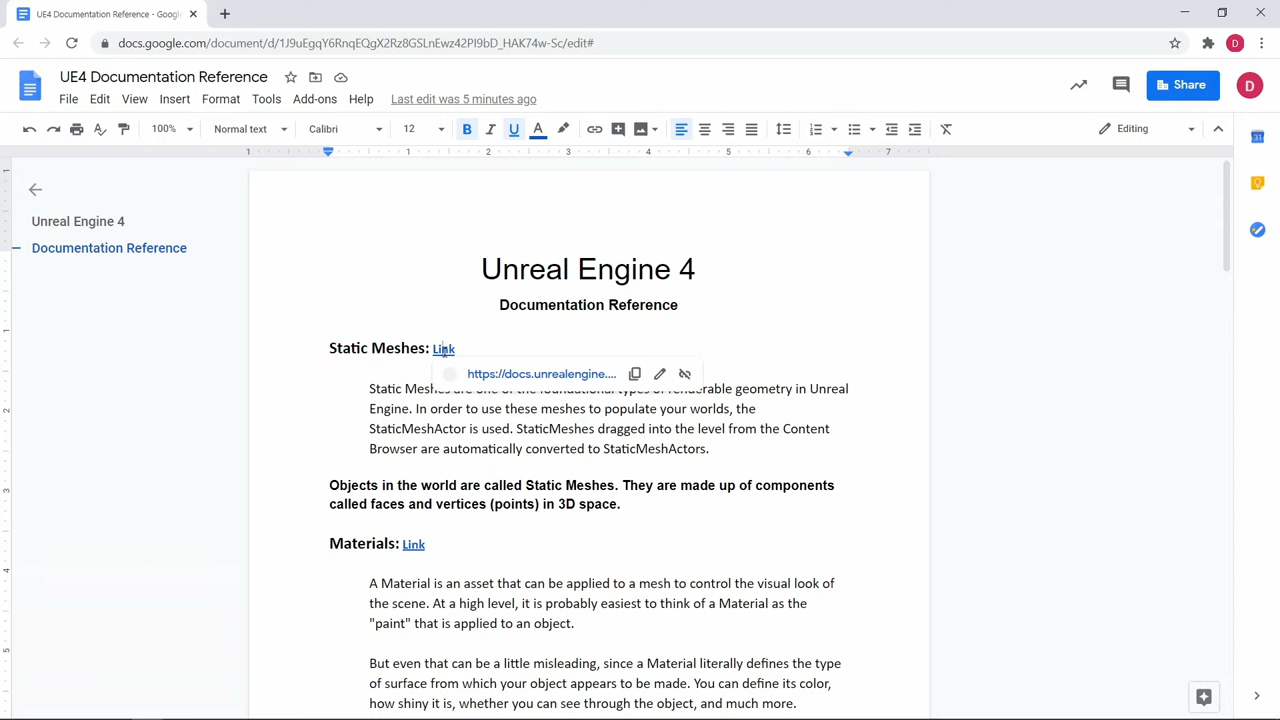 UE4 Documentation Reference - Goog
docs.google.com/document/d/1J9uEgqY6RnqEQgX2Rz8GSLnEwz42PI9bD_HAK74w-Sc/edit#
D
UE4 Documentation Reference
File Edit View Insert Format Tools Add-ons Help Last edit was 5 minutes ago
Share
D
100% Normal text Calibri 12 B I U A Editing
1 1 2 3 4 5 6 7
Unreal Engine 4
Documentation Reference
Unreal Engine 4
Documentation Reference
Static Meshes: Link
https://docs.unrealengine....
Static Meshes are one of the foundational types of renderable geometry in Unreal
Engine. In order to use these meshes to populate your worlds, the
StaticMeshActor is used. StaticMeshes dragged into the level from the Content
Browser are automatically converted to StaticMeshActors.
Objects in the world are called Static Meshes. They are made up of components
called faces and vertices (points) in 3D space.
Materials: Link
A Material is an asset that can be applied to a mesh to control the visual look of
the scene. At a high level, it is probably easiest to think of a Material as the
"paint" that is applied to an object.
But even that can be a little misleading, since a Material literally defines the type
of surface from which your object appears to be made. You can define its color,
how shiny it is, whether you can see through the object, and much more.